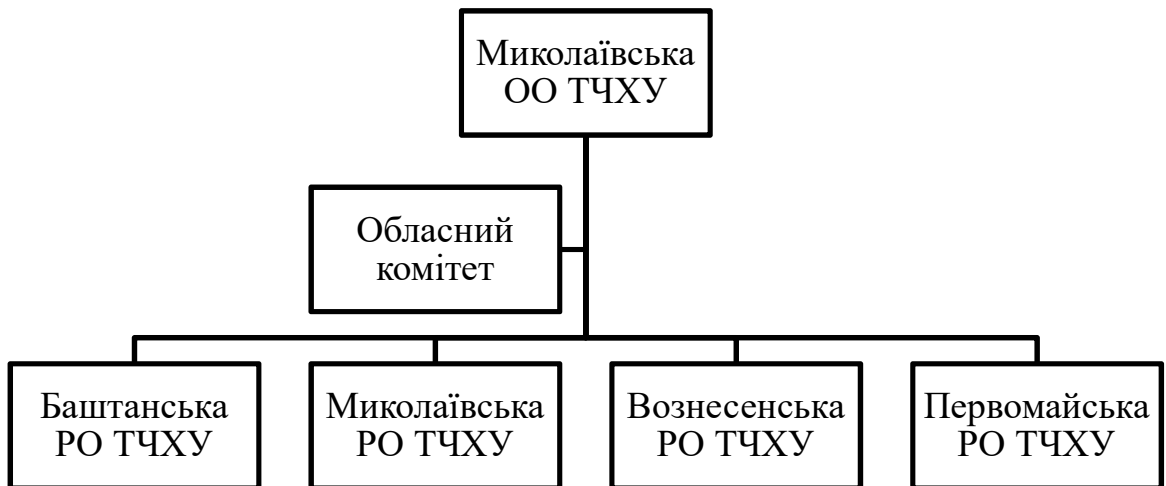 Миколаївська
ОО ТЧХУ
Обласний
комітет
Баштанська
РО ТЧХУ
Миколаївська
РО ТЧХУ
Вознесенська
РО ТЧХУ
Первомайська
РО ТЧХУ